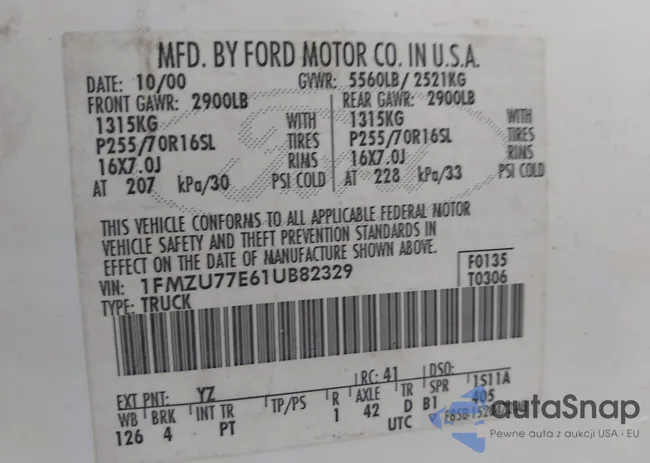 MFD. BY FORD MOTOR CO. IN U.S.A.
DATE: 10/00 GVWR: 5560LB/2521KG
FRONT GAWR: 2900LB REAR GAWR: 2900LB
1315KG WITH 1315KG WITH
P255/70R16SL TIRES P255/70R16SL TIRES
16X7.0J RIMS 16X7.0J RIMS
AT 207 kPa/30 PSI COLD AT 228 kPa/33 PSI COLD
THIS VEHICLE CONFORMS TO ALL APPLICABLE FEDERAL MOTOR
VEHICLE SAFETY AND THEFT PREVENTION STANDARDS IN
EFFECT ON THE DATE OF MANUFACTURE SHOWN ABOVE.
VIN: 1FMZU77E61UB82329 F0135
TYPE: TRUCK T0306
EXT PNT: YZ RC: 41 DSO:
WB BRK INT TR TP/PS R AXLE TR SPR 1S11A
126 4 PT 1 42 D B1 405
UTC
autaSnap
Pewne auta z aukcji USA i EU